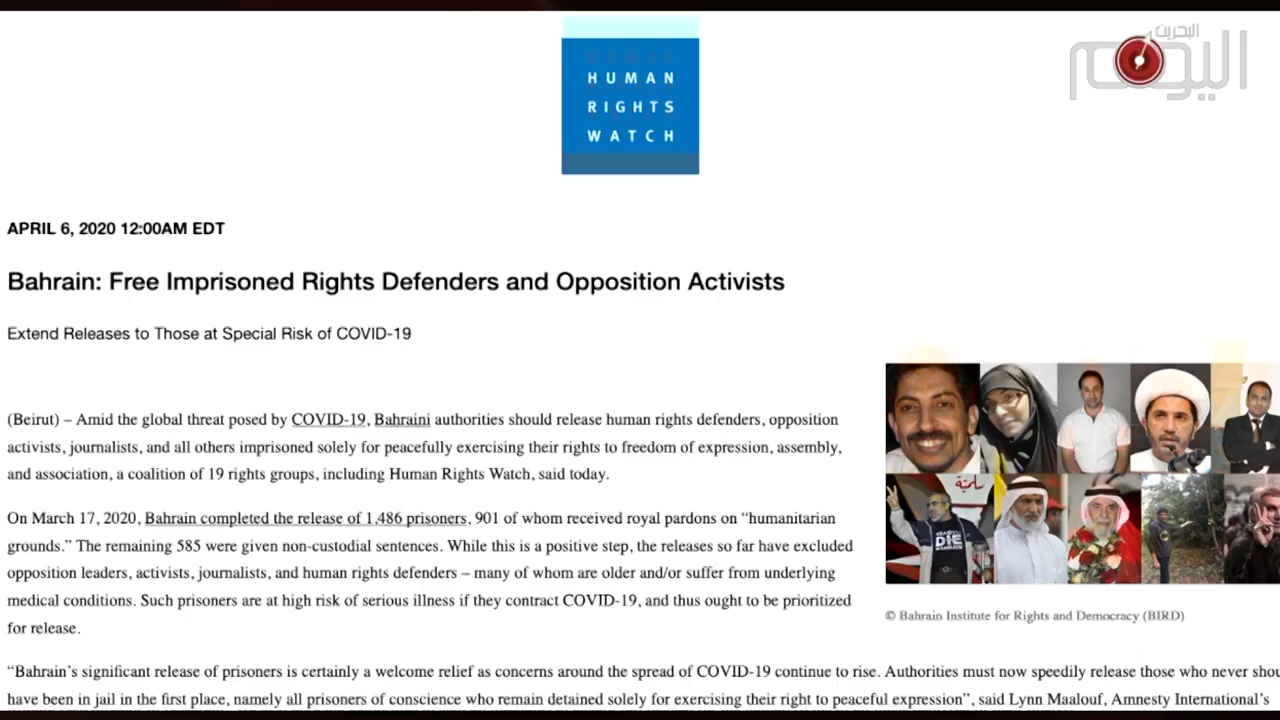 البحرين
اليوم
HUMAN
RIGHTS
WATCH
APRIL 6, 2020 12:00AM EDT
Bahrain: Free Imprisoned Rights Defenders and Opposition Activists
Extend Releases to Those at Special Risk of COVID-19
(Beirut) – Amid the global threat posed by COVID-19, Bahraini authorities should release human rights defenders, opposition
activists, journalists, and all others imprisoned solely for peacefully exercising their rights to freedom of expression, assembly,
and association, a coalition of 19 rights groups, including Human Rights Watch, said today.
On March 17, 2020, Bahrain completed the release of 1,486 prisoners, 901 of whom received royal pardons on “humanitarian
grounds.” The remaining 585 were given non-custodial sentences. While this is a positive step, the releases so far have excluded
opposition leaders, activists, journalists, and human rights defenders – many of whom are older and/or suffer from underlying
medical conditions. Such prisoners are at high risk of serious illness if they contract COVID-19, and thus ought to be prioritized
for release.
سلمية
DIE
© Bahrain Institute for Rights and Democracy (BIRD)
“Bahrain’s significant release of prisoners is certainly a welcome relief as concerns around the spread of COVID-19 continue to rise. Authorities must now speedily release those who never shou
have been in jail in the first place, namely all prisoners of conscience who remain detained solely for exercising their right to peaceful expression”, said Lynn Maalouf, Amnesty International’s